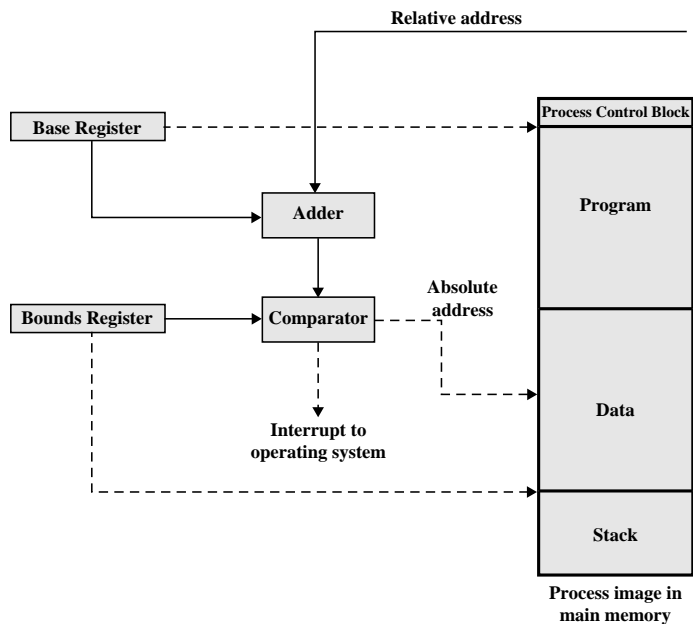 Relative address
Process Control Block
Base Register
Program
Adder
Absolute
address
Bounds Register
Comparator
Data
Interrupt to
operating system
Stack
Process image in
main memory